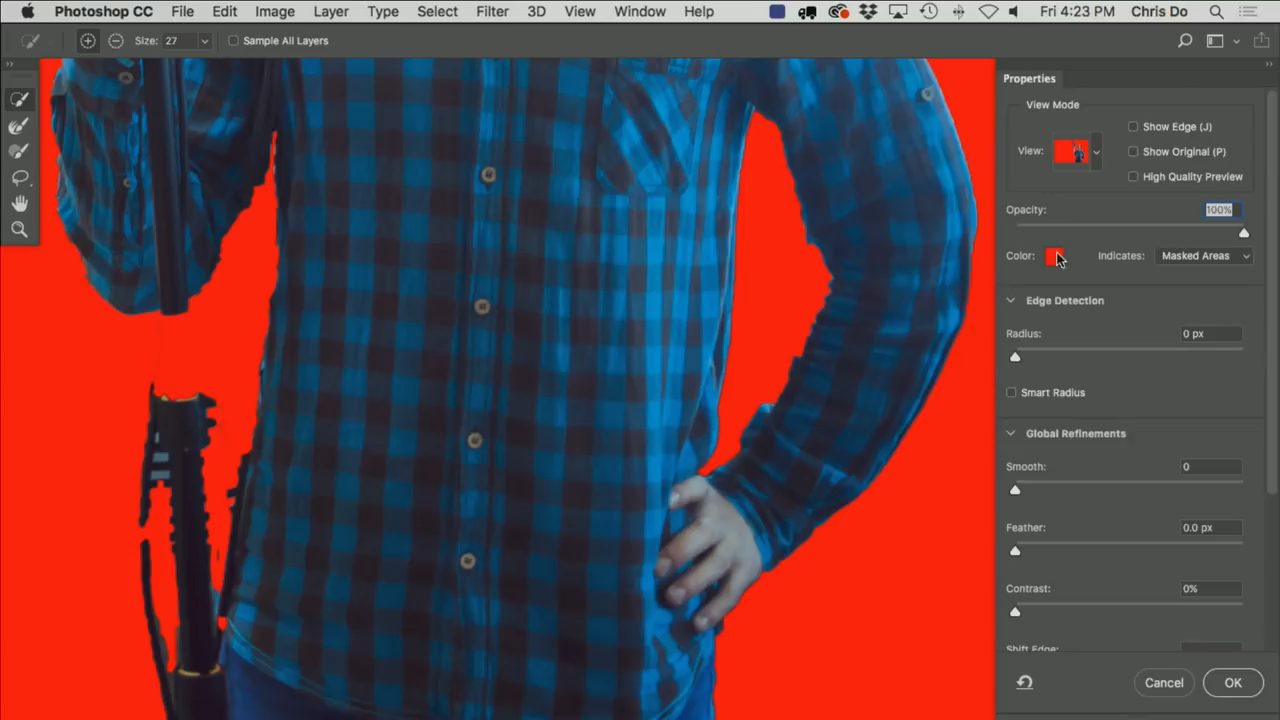 Photoshop CC File Edit Image Layer Type Select Filter 3D View Window Help Fri 4:23 PM Chris Do
Size: 27 Sample All Layers
Properties
View Mode
Show Edge (J)
View:
Show Original (P)
High Quality Preview
Opacity: 100%
Color: Indicates: Masked Areas
Edge Detection
Radius: 0 px
Smart Radius
Global Refinements
Smooth: 0
Feather: 0.0 px
Contrast: 0%
Shift Edge:
Cancel OK